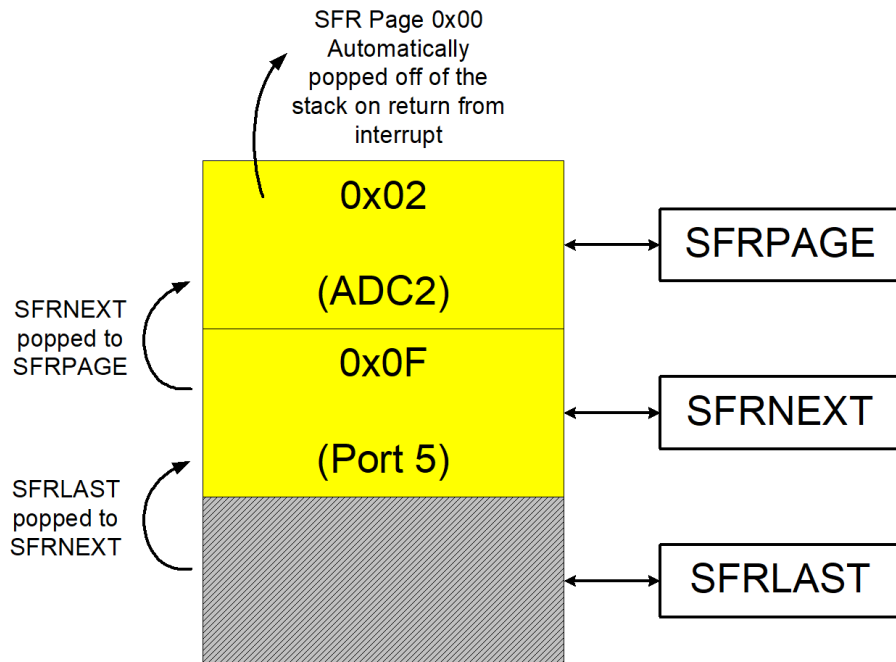 SFR Page 0x00
Automatically
popped off of the
stack on return from
interrupt
0x02
(ADC2)
SFRPAGE
SFRNEXT
popped to
SFRPAGE
0x0F
(Port 5)
SFRNEXT
SFRLAST
popped to
SFRNEXT
SFRLAST